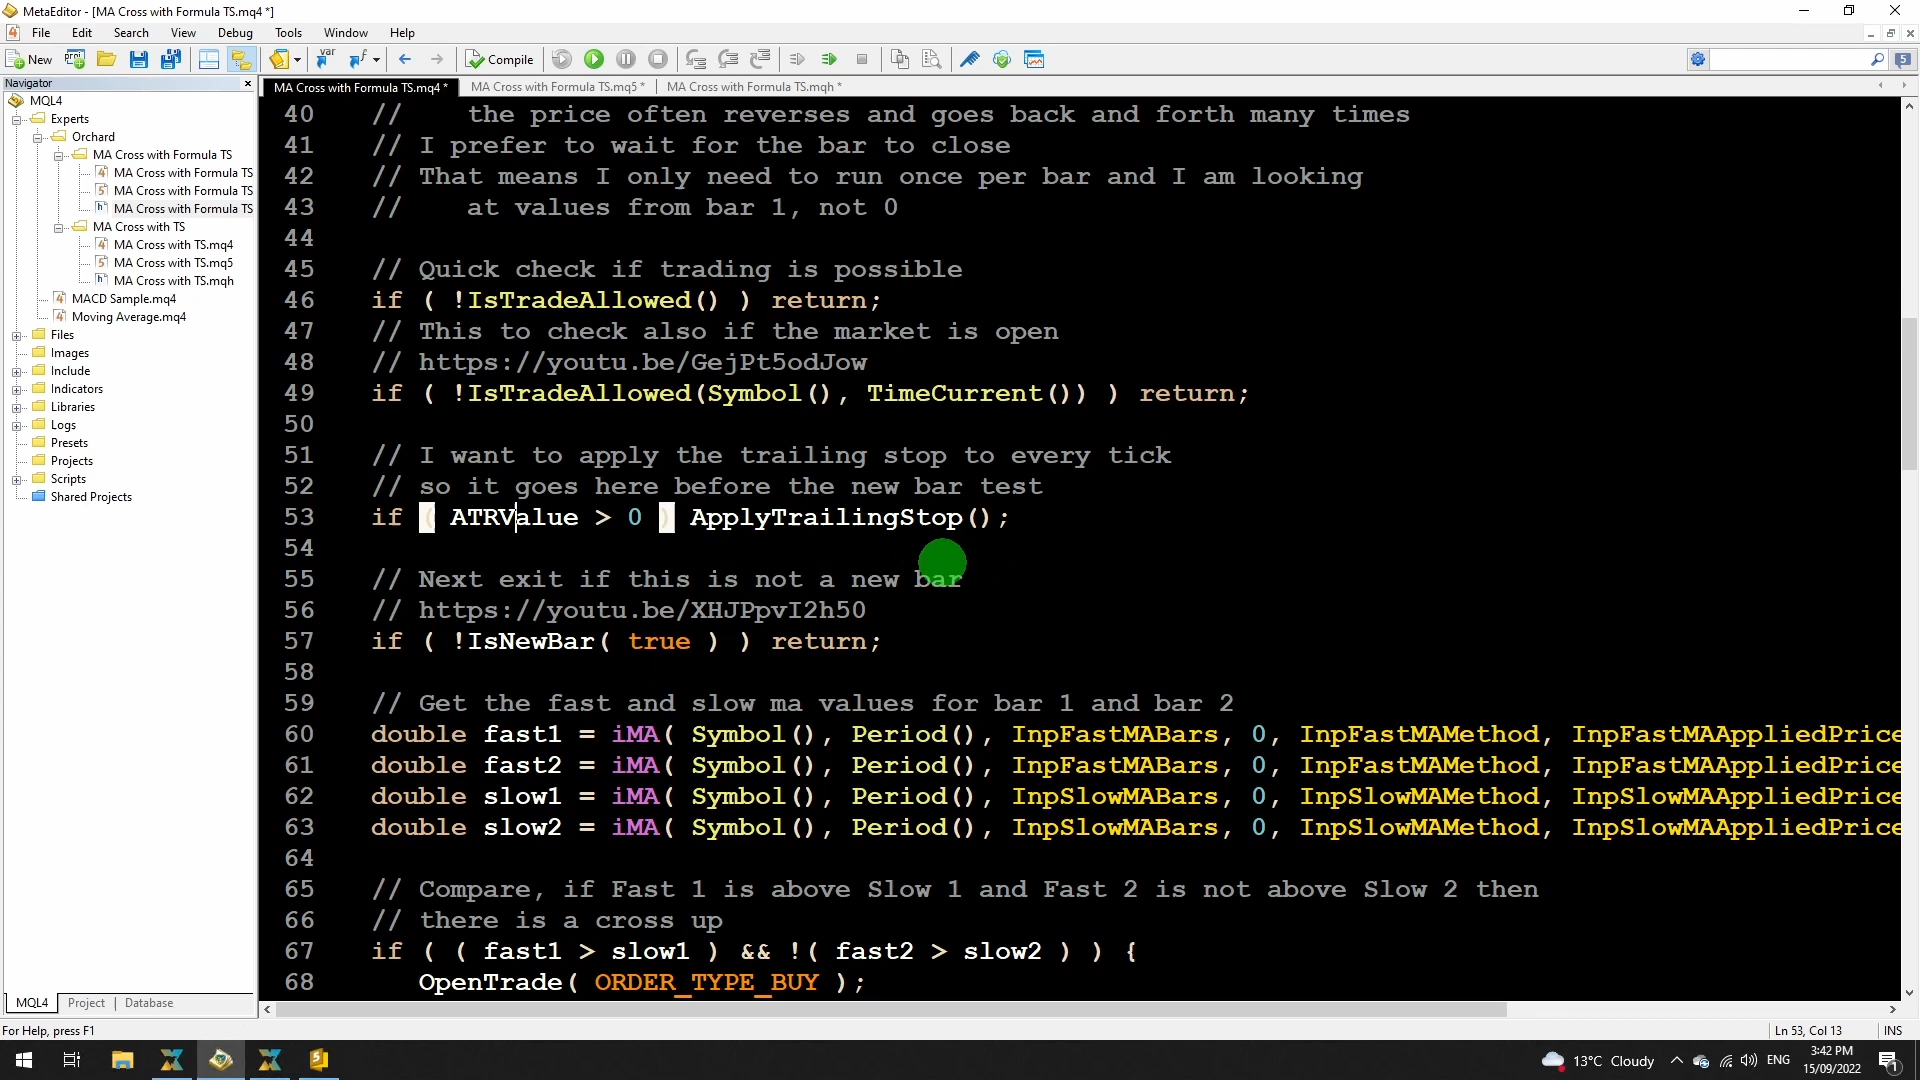 MetaEditor - [MA Cross with Formula TS.mq4 *]
File Edit Search View Debug Tools Window Help
New Compile
5
Navigator
MA Cross with Formula TS.mq4 * MA Cross with Formula TS.mq5 * MA Cross with Formula TS.mqh *
MQL4
Experts
Orchard
MA Cross with Formula TS
MA Cross with Formula TS
MA Cross with Formula TS
MA Cross with Formula TS
MA Cross with TS
MA Cross with TS.mq4
MA Cross with TS.mq5
MA Cross with TS.mqh
MACD Sample.mq4
Moving Average.mq4
Files
Images
Include
Indicators
Libraries
Logs
Presets
Projects
Scripts
Shared Projects
MQL4 Project Database
40 // the price often reverses and goes back and forth many times
41 // I prefer to wait for the bar to close
42 // That means I only need to run once per bar and I am looking
43 // at values from bar 1, not 0
44
45 // Quick check if trading is possible
46 if ( !IsTradeAllowed() ) return;
47 // This to check also if the market is open
48 // https://youtu.be/GejPt5odJow
49 if ( !IsTradeAllowed(Symbol(), TimeCurrent()) ) return;
50
51 // I want to apply the trailing stop to every tick
52 // so it goes here before the new bar test
53 if ( ATRValue > 0 ) ApplyTrailingStop();
54
55 // Next exit if this is not a new bar
56 // https://youtu.be/XHJPpvI2h50
57 if ( !IsNewBar( true ) ) return;
58
59 // Get the fast and slow ma values for bar 1 and bar 2
60 double fast1 = iMA( Symbol(), Period(), InpFastMABars, 0, InpFastMAMethod, InpFastMAAppliedPrice
61 double fast2 = iMA( Symbol(), Period(), InpFastMABars, 0, InpFastMAMethod, InpFastMAAppliedPrice
62 double slow1 = iMA( Symbol(), Period(), InpSlowMABars, 0, InpSlowMAMethod, InpSlowMAAppliedPrice
63 double slow2 = iMA( Symbol(), Period(), InpSlowMABars, 0, InpSlowMAMethod, InpSlowMAAppliedPrice
64
65 // Compare, if Fast 1 is above Slow 1 and Fast 2 is not above Slow 2 then
66 // there is a cross up
67 if ( ( fast1 > slow1 ) && !( fast2 > slow2 ) ) {
68 OpenTrade( ORDER_TYPE_BUY );
For Help, press F1
Ln 53, Col 13 INS
13°C Cloudy
ENG
3:42 PM
15/09/2022
1